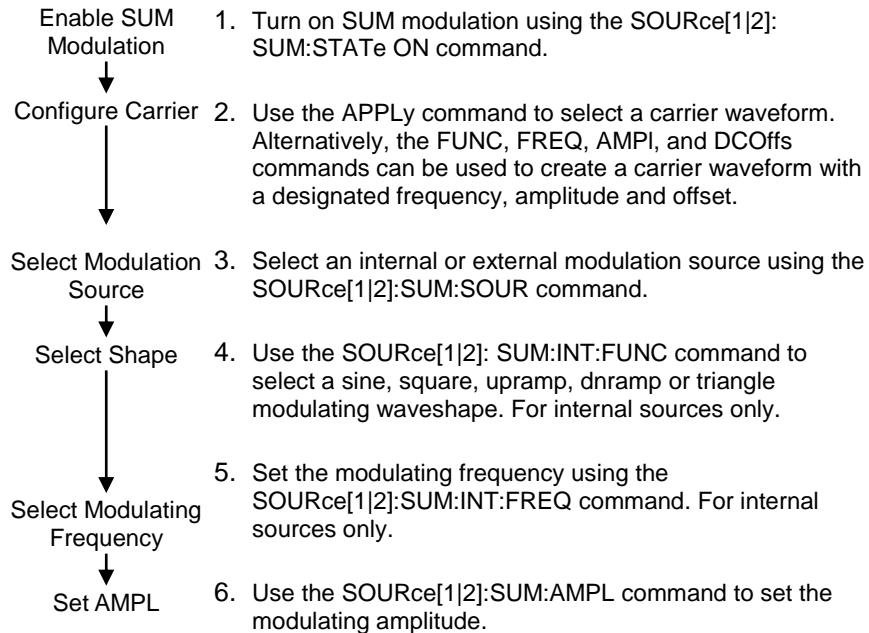 Enable SUM
Modulation
1. Turn on SUM modulation using the SOURce[1|2]:
SUM:STATe ON command.
Configure Carrier
2. Use the APPLy command to select a carrier waveform.
Alternatively, the FUNC, FREQ, AMPl, and DCOffs
commands can be used to create a carrier waveform with
a designated frequency, amplitude and offset.
Select Modulation
Source
3. Select an internal or external modulation source using the
SOURce[1|2]:SUM:SOUR command.
Select Shape
4. Use the SOURce[1|2]: SUM:INT:FUNC command to
select a sine, square, upramp, dnramp or triangle
modulating waveshape. For internal sources only.
Select Modulating
Frequency
5. Set the modulating frequency using the
SOURce[1|2]:SUM:INT:FREQ command. For internal
sources only.
Set AMPL
6. Use the SOURce[1|2]:SUM:AMPL command to set the
modulating amplitude.